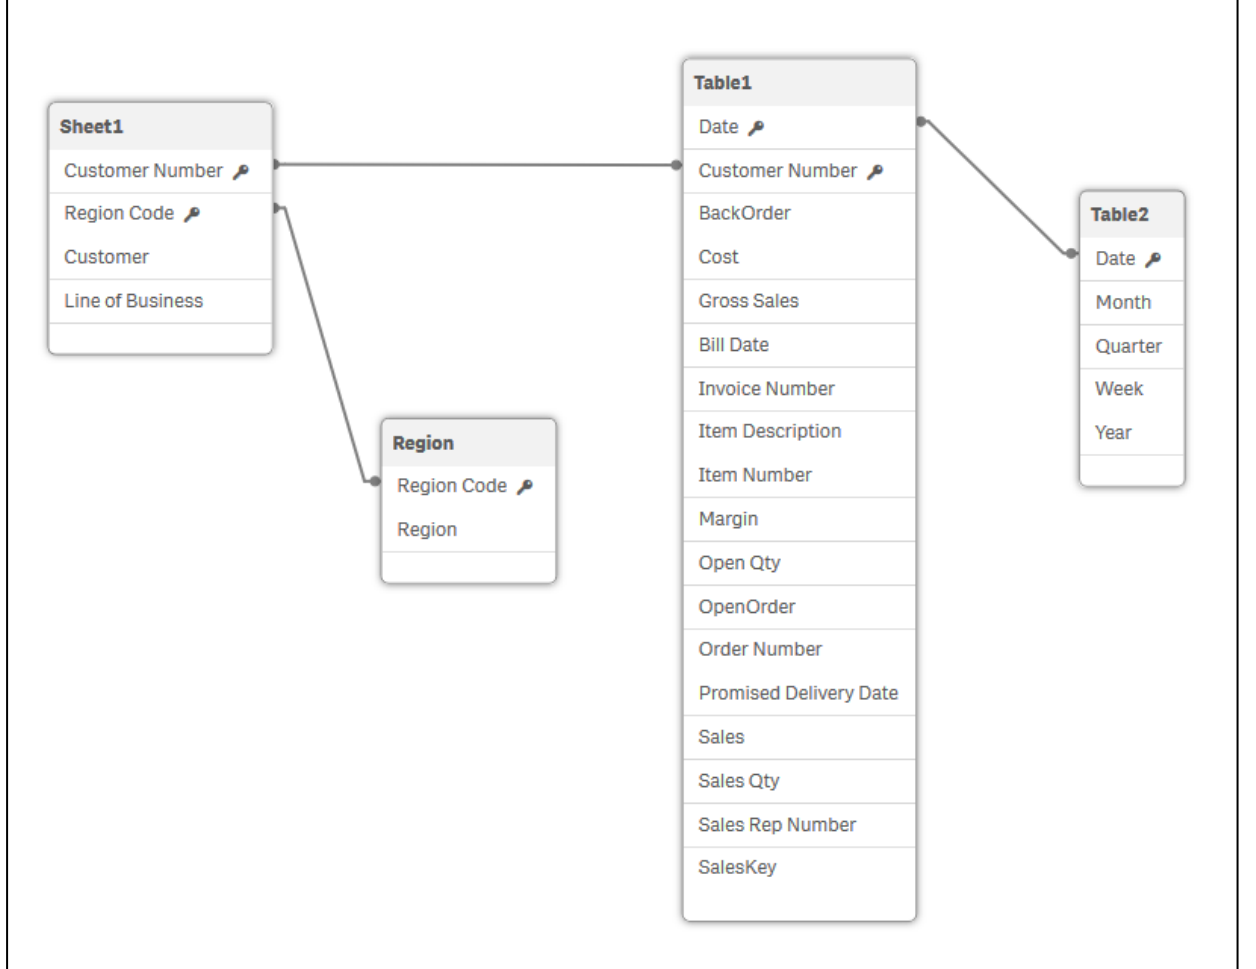 Sheet1
Customer Number
Region Code
Customer
Line of Business
Region
Region Code
Region
Table1
Date
Customer Number
BackOrder
Cost
Gross Sales
Bill Date
Invoice Number
Item Description
Item Number
Margin
Open Qty
OpenOrder
Order Number
Promised Delivery Date
Sales
Sales Qty
Sales Rep Number
SalesKey
Table2
Date
Month
Quarter
Week
Year